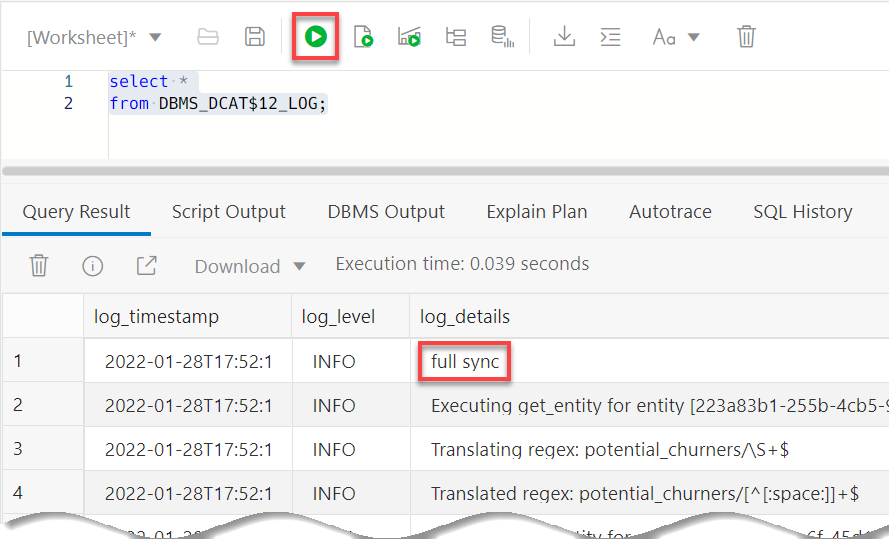 [Worksheet]*
Aa
1 select *
2 from DBMS_DCAT$12_LOG;
Query Result Script Output DBMS Output Explain Plan Autotrace SQL History
Download Execution time: 0.039 seconds
log_timestamp log_level log_details
1 2022-01-28T17:52:1 INFO full sync
2 2022-01-28T17:52:1 INFO Executing get_entity for entity [223a83b1-255b-4cb5-9
3 2022-01-28T17:52:1 INFO Translating regex: potential_churners/\S+$
4 2022-01-28T17:52:1 INFO Translated regex: potential_churners/[^[:space:]]+$